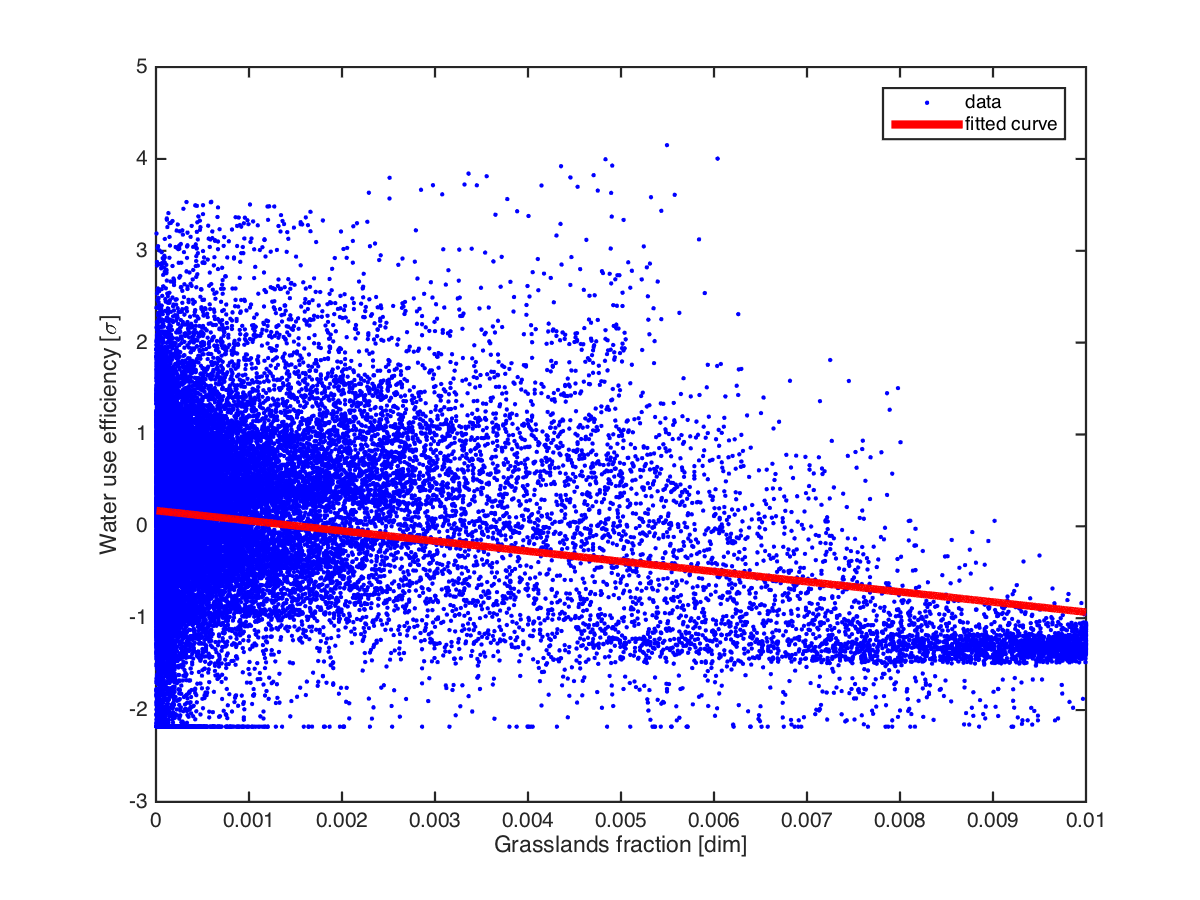 5
4
3
2
1
0
-1
-2
-3
Water use efficiency [σ]
data
fitted curve
0 0.001 0.002 0.003 0.004 0.005 0.006 0.007 0.008 0.009 0.01
Grasslands fraction [dim]